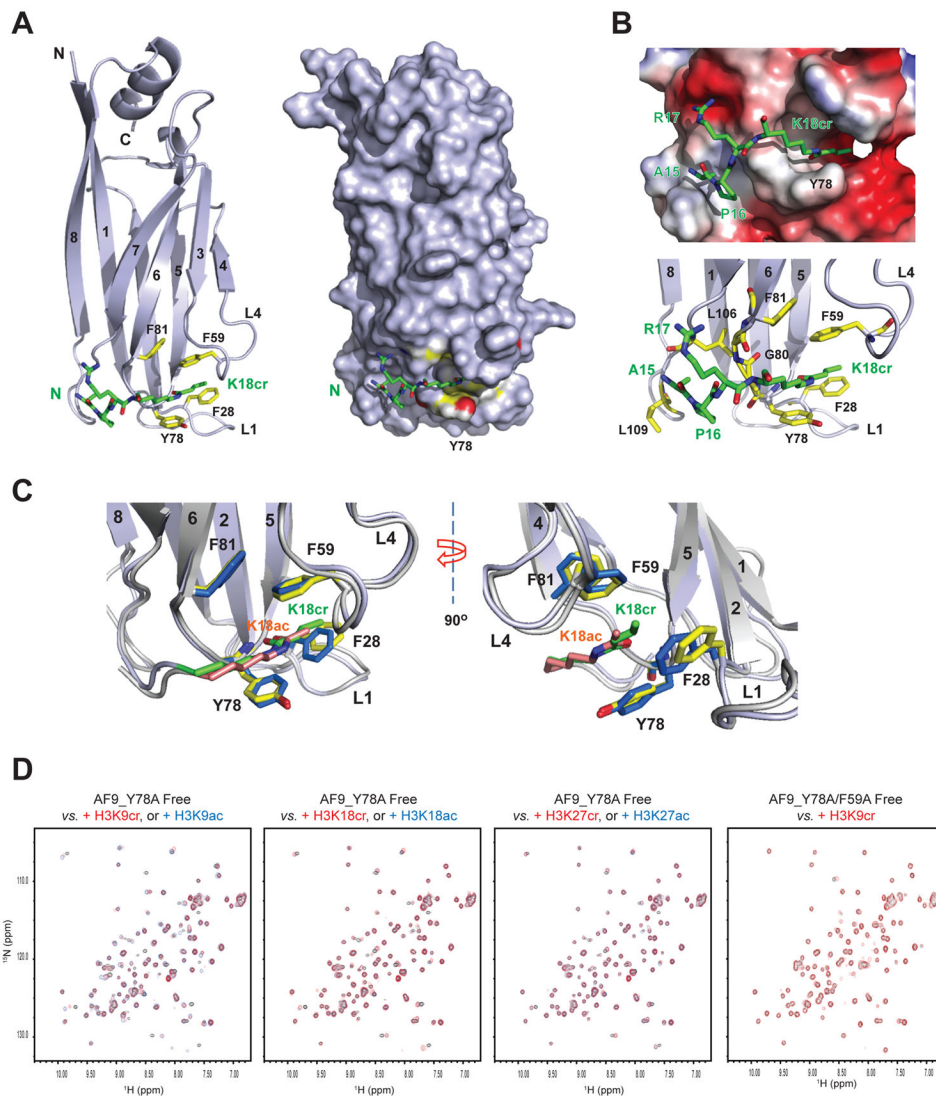 A
N
C
8
1
7
6
5
3
4
L4
F81
F59
K18cr
N
F28
Y78
L1
N
Y78
B
R17
K18cr
A15
Y78
P16
8
1
6
5
L4
F81
L106
F59
R17
G80
K18cr
A15
F28
L109
P16
Y78
L1
C
8
6
2
5
F81
F59
L4
K18cr
K18ac
F28
Y78
L1
90°
4
5
1
F81
F59
2
K18cr
L4
K18ac
F28
L1
Y78
D
AF9_Y78A Free
vs. + H3K9cr, or + H3K9ac
AF9_Y78A Free
vs. + H3K18cr, or + H3K18ac
AF9_Y78A Free
vs. + H3K27cr, or + H3K27ac
AF9_Y78A/F59A Free
vs. + H3K9cr
110.0
120.0
130.0
¹⁵N (ppm)
10.00 9.50 9.00 8.50 8.00 7.50 7.00
10.00 9.50 9.00 8.50 8.00 7.50 7.00
10.00 9.50 9.00 8.50 8.00 7.50 7.00
10.00 9.50 9.00 8.50 8.00 7.50 7.00
¹H (ppm)
¹H (ppm)
¹H (ppm)
¹H (ppm)